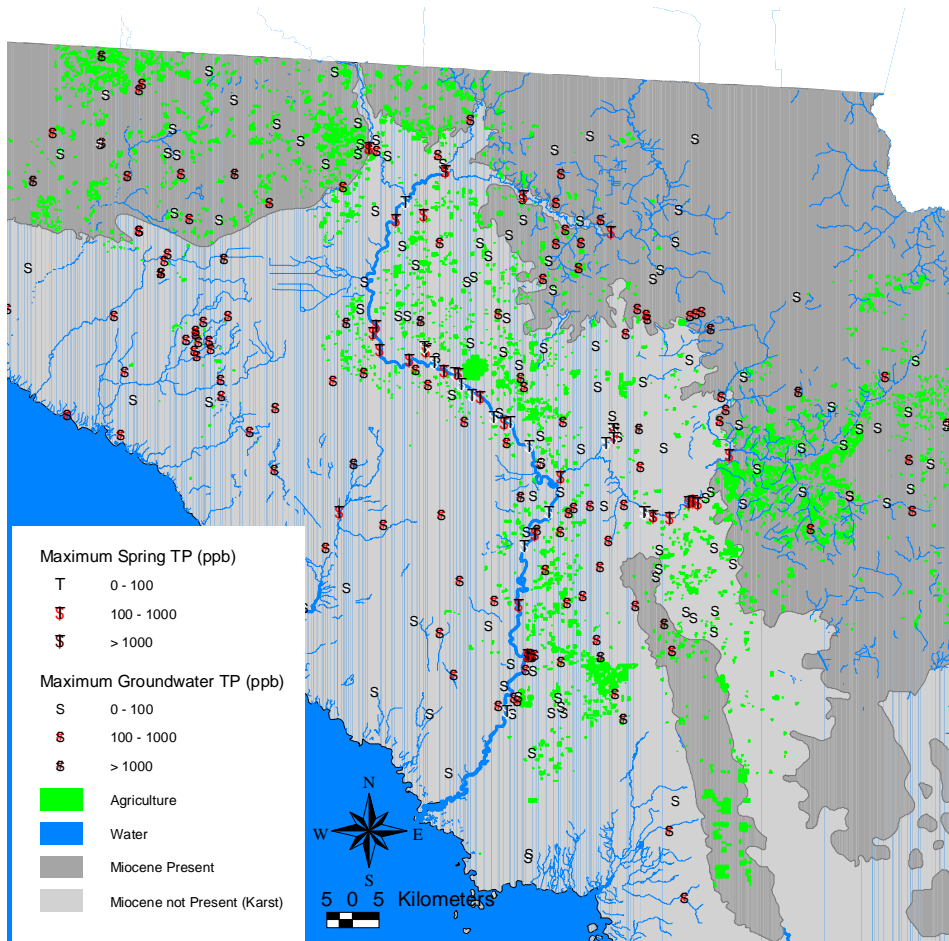 Maximum Spring TP (ppb)
T 0 - 100
T 100 - 1000
T > 1000
Maximum Groundwater TP (ppb)
S 0 - 100
S 100 - 1000
S > 1000
Agriculture
Water
Miocene Present
Miocene not Present (Karst)
N
W E
S
5 0 5 Kilometers